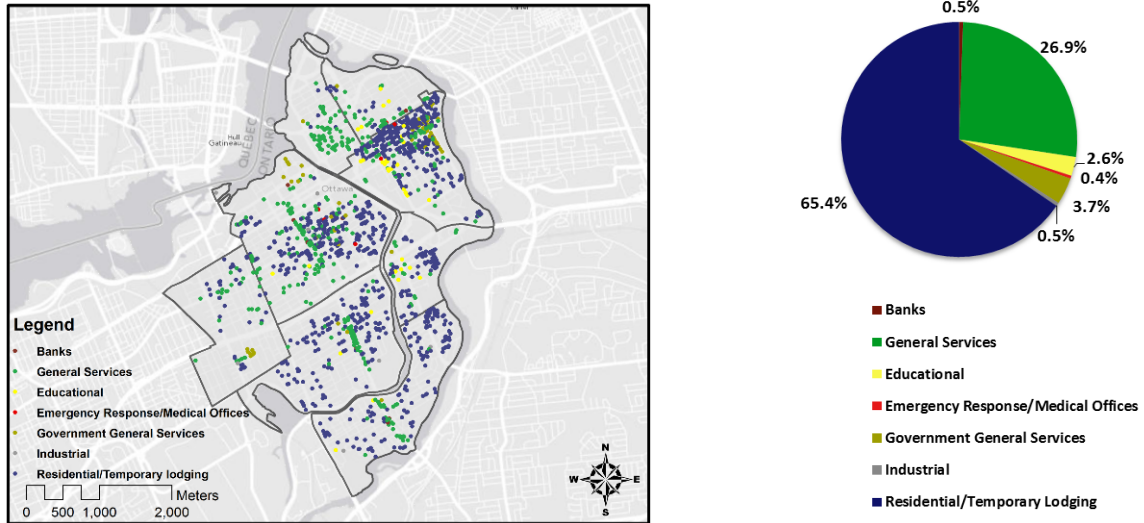 Hull
Gatineau
QUEBEC
ONTARIO
Ottawa
Legend
Banks
General Services
Educational
Emergency Response/Medical Offices
Government General Services
Industrial
Residential/Temporary lodging
Meters
0 500 1,000 2,000
N
W E
S
0.5%
26.9%
2.6%
0.4%
3.7%
0.5%
65.4%
Banks
General Services
Educational
Emergency Response/Medical Offices
Government General Services
Industrial
Residential/Temporary Lodging